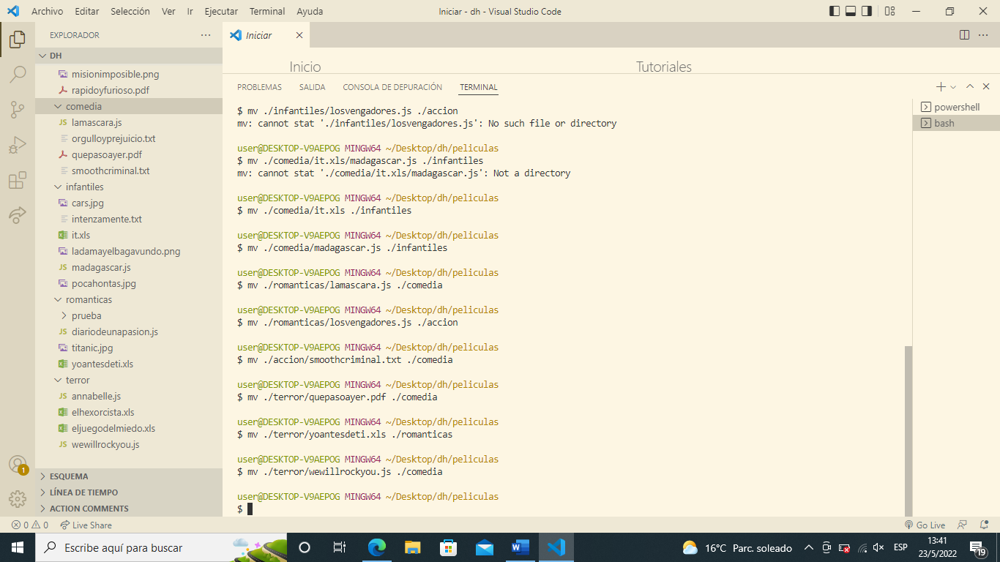 Archivo Editar Selección Ver Ir Ejecutar Terminal Ayuda Iniciar - dh - Visual Studio Code
EXPLORADOR
DH
misionimposible.png
rapidoyfurioso.pdf
comedia
JS lamascara.js
orgulloyprejuicio.txt
quepasoayer.pdf
smoothcriminal.txt
infantiles
cars.jpg
intenzamente.txt
it.xls
ladamayelbagavundo.png
JS madagascar.js
pocahontas.jpg
romanticas
prueba
JS diariodeunapasion.js
titanic.jpg
yoantesdeti.xls
terror
JS annabelle.js
elhexorcista.xls
eljuegodelmiedo.xls
JS wewillrockyou.js
ESQUEMA
LÍNEA DE TIEMPO
ACTION COMMENTS
1
Iniciar
Inicio Tutoriales
PROBLEMAS SALIDA CONSOLA DE DEPURACIÓN TERMINAL
$ mv ./infantiles/losvengadores.js ./accion
mv: cannot stat './infantiles/losvengadores.js': No such file or directory
user@DESKTOP-V9AEPOG MINGW64 ~/Desktop/dh/peliculas
$ mv ./comedia/it.xls/madagascar.js ./infantiles
mv: cannot stat './comedia/it.xls/madagascar.js': Not a directory
user@DESKTOP-V9AEPOG MINGW64 ~/Desktop/dh/peliculas
$ mv ./comedia/it.xls ./infantiles
user@DESKTOP-V9AEPOG MINGW64 ~/Desktop/dh/peliculas
$ mv ./comedia/madagascar.js ./infantiles
user@DESKTOP-V9AEPOG MINGW64 ~/Desktop/dh/peliculas
$ mv ./romanticas/lamascara.js ./comedia
user@DESKTOP-V9AEPOG MINGW64 ~/Desktop/dh/peliculas
$ mv ./romanticas/losvengadores.js ./accion
user@DESKTOP-V9AEPOG MINGW64 ~/Desktop/dh/peliculas
$ mv ./accion/smoothcriminal.txt ./comedia
user@DESKTOP-V9AEPOG MINGW64 ~/Desktop/dh/peliculas
$ mv ./terror/quepasoayer.pdf ./comedia
user@DESKTOP-V9AEPOG MINGW64 ~/Desktop/dh/peliculas
$ mv ./terror/yoantesdeti.xls ./romanticas
user@DESKTOP-V9AEPOG MINGW64 ~/Desktop/dh/peliculas
$ mv ./terror/wewillrockyou.js ./comedia
user@DESKTOP-V9AEPOG MINGW64 ~/Desktop/dh/peliculas
$
powershell
bash
0 0 Live Share Go Live
Escribe aquí para buscar 16°C Parc. soleado ESP
13:41
23/5/2022
19